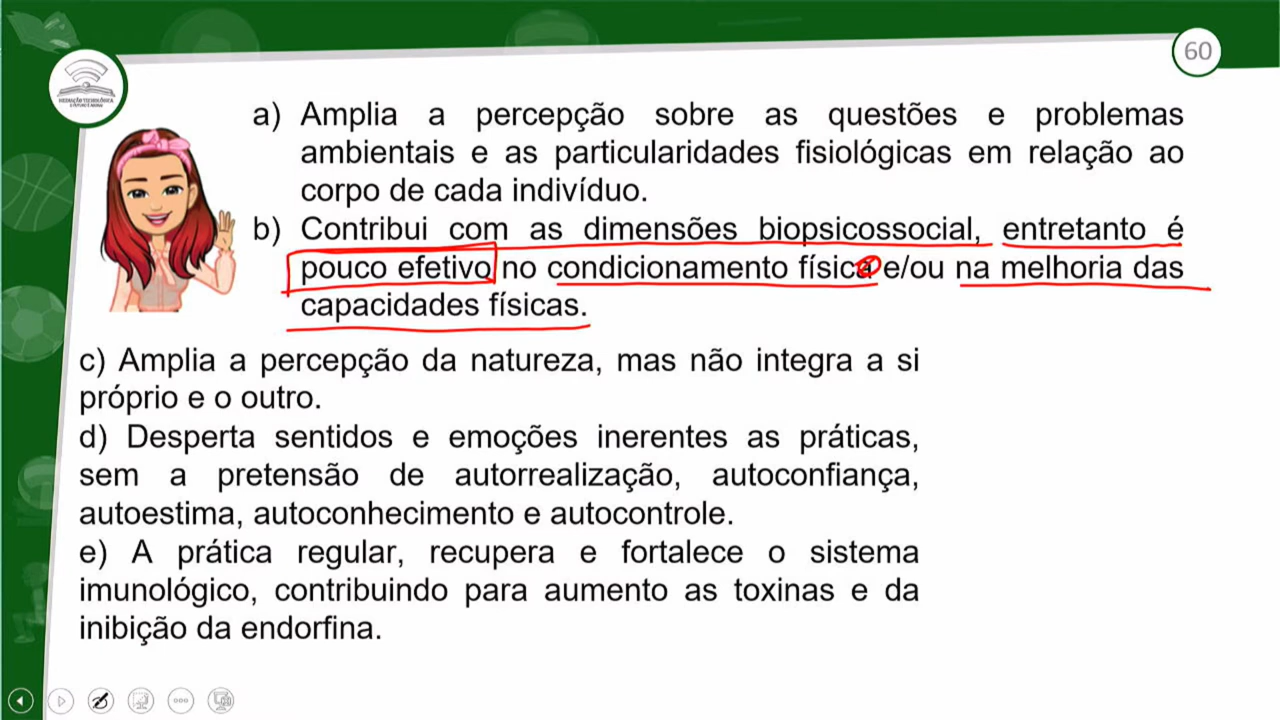 60
MEDIAÇÃO TECNOLÓGICA
a) Amplia a percepção sobre as questões e problemas
ambientais e as particularidades fisiológicas em relação ao
corpo de cada indivíduo.
b) Contribui com as dimensões biopsicossocial, entretanto é
pouco efetivo no condicionamento física e/ou na melhoria das
capacidades físicas.
c) Amplia a percepção da natureza, mas não integra a si
próprio e o outro.
d) Desperta sentidos e emoções inerentes as práticas,
sem a pretensão de autorrealização, autoconfiança,
autoestima, autoconhecimento e autocontrole.
e) A prática regular, recupera e fortalece o sistema
imunológico, contribuindo para aumento as toxinas e da
inibição da endorfina.